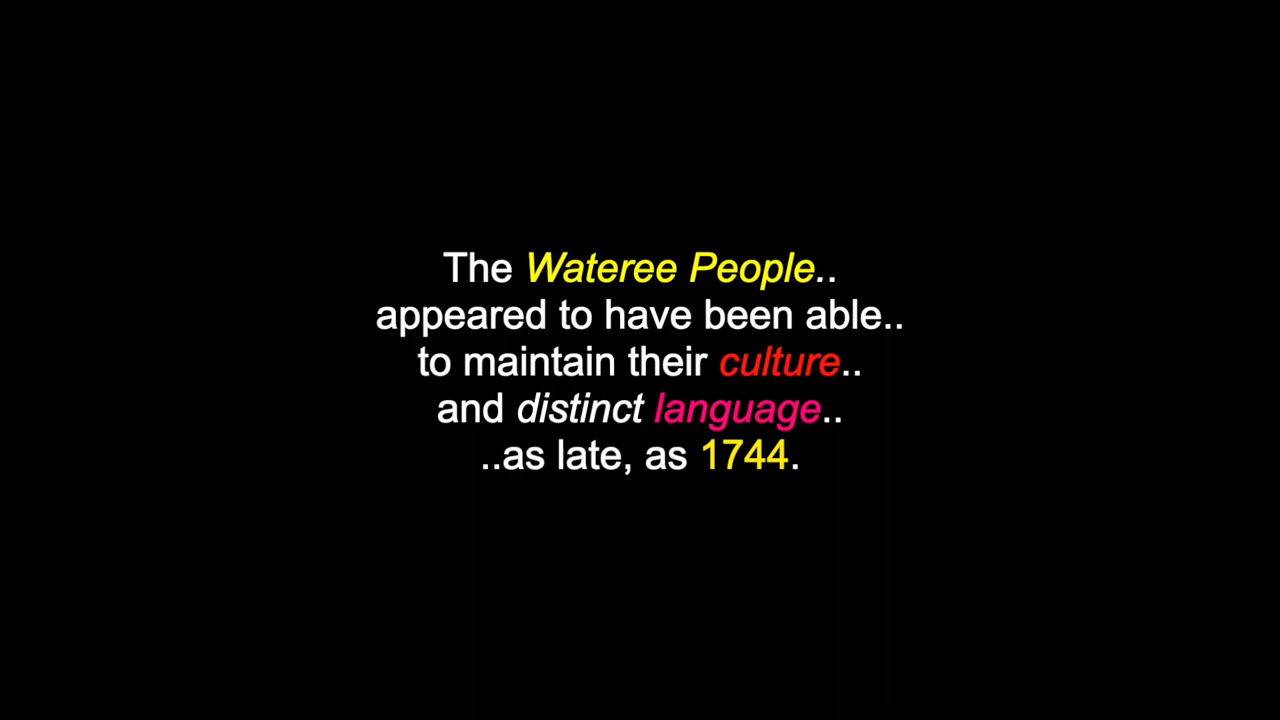 The Wateree People..
appeared to have been able..
to maintain their culture..
and distinct language..
..as late, as 1744.